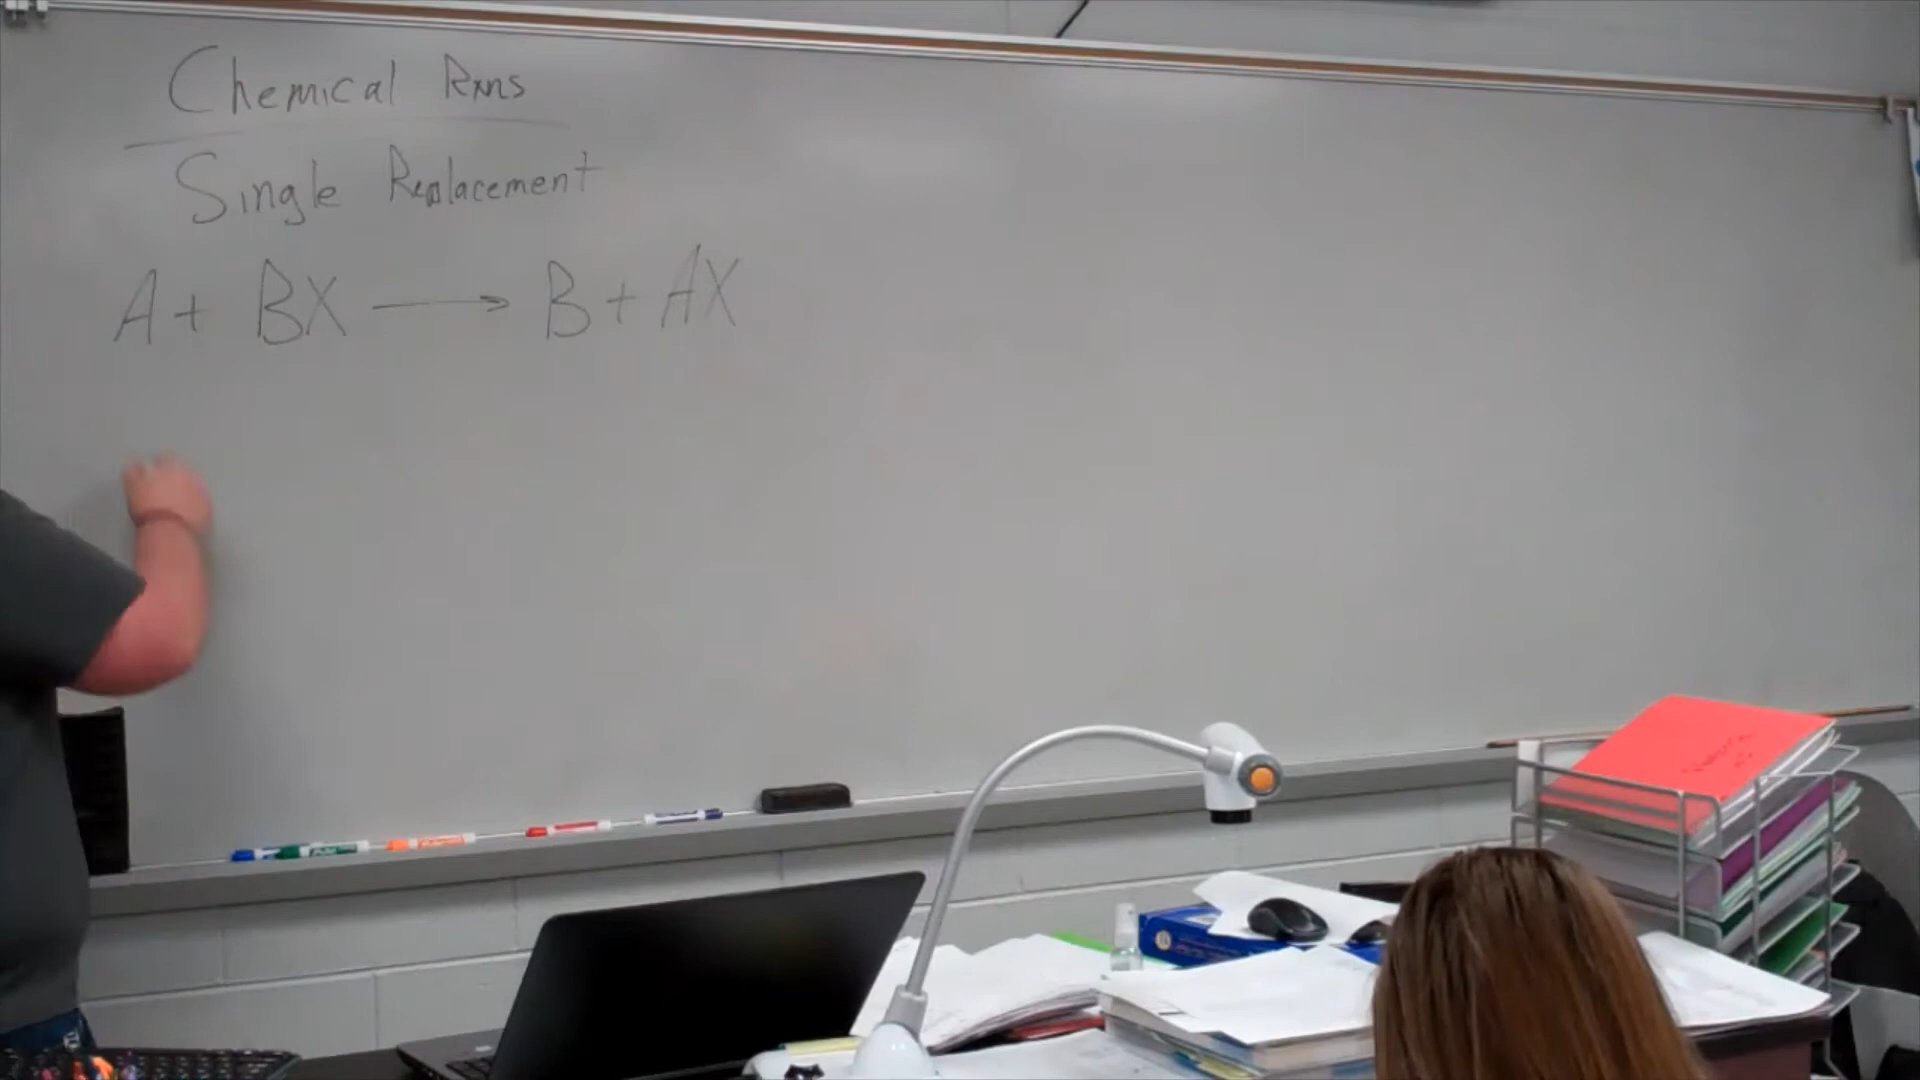 Chemical Rxns
Single Replacement
A + BX → B + AX